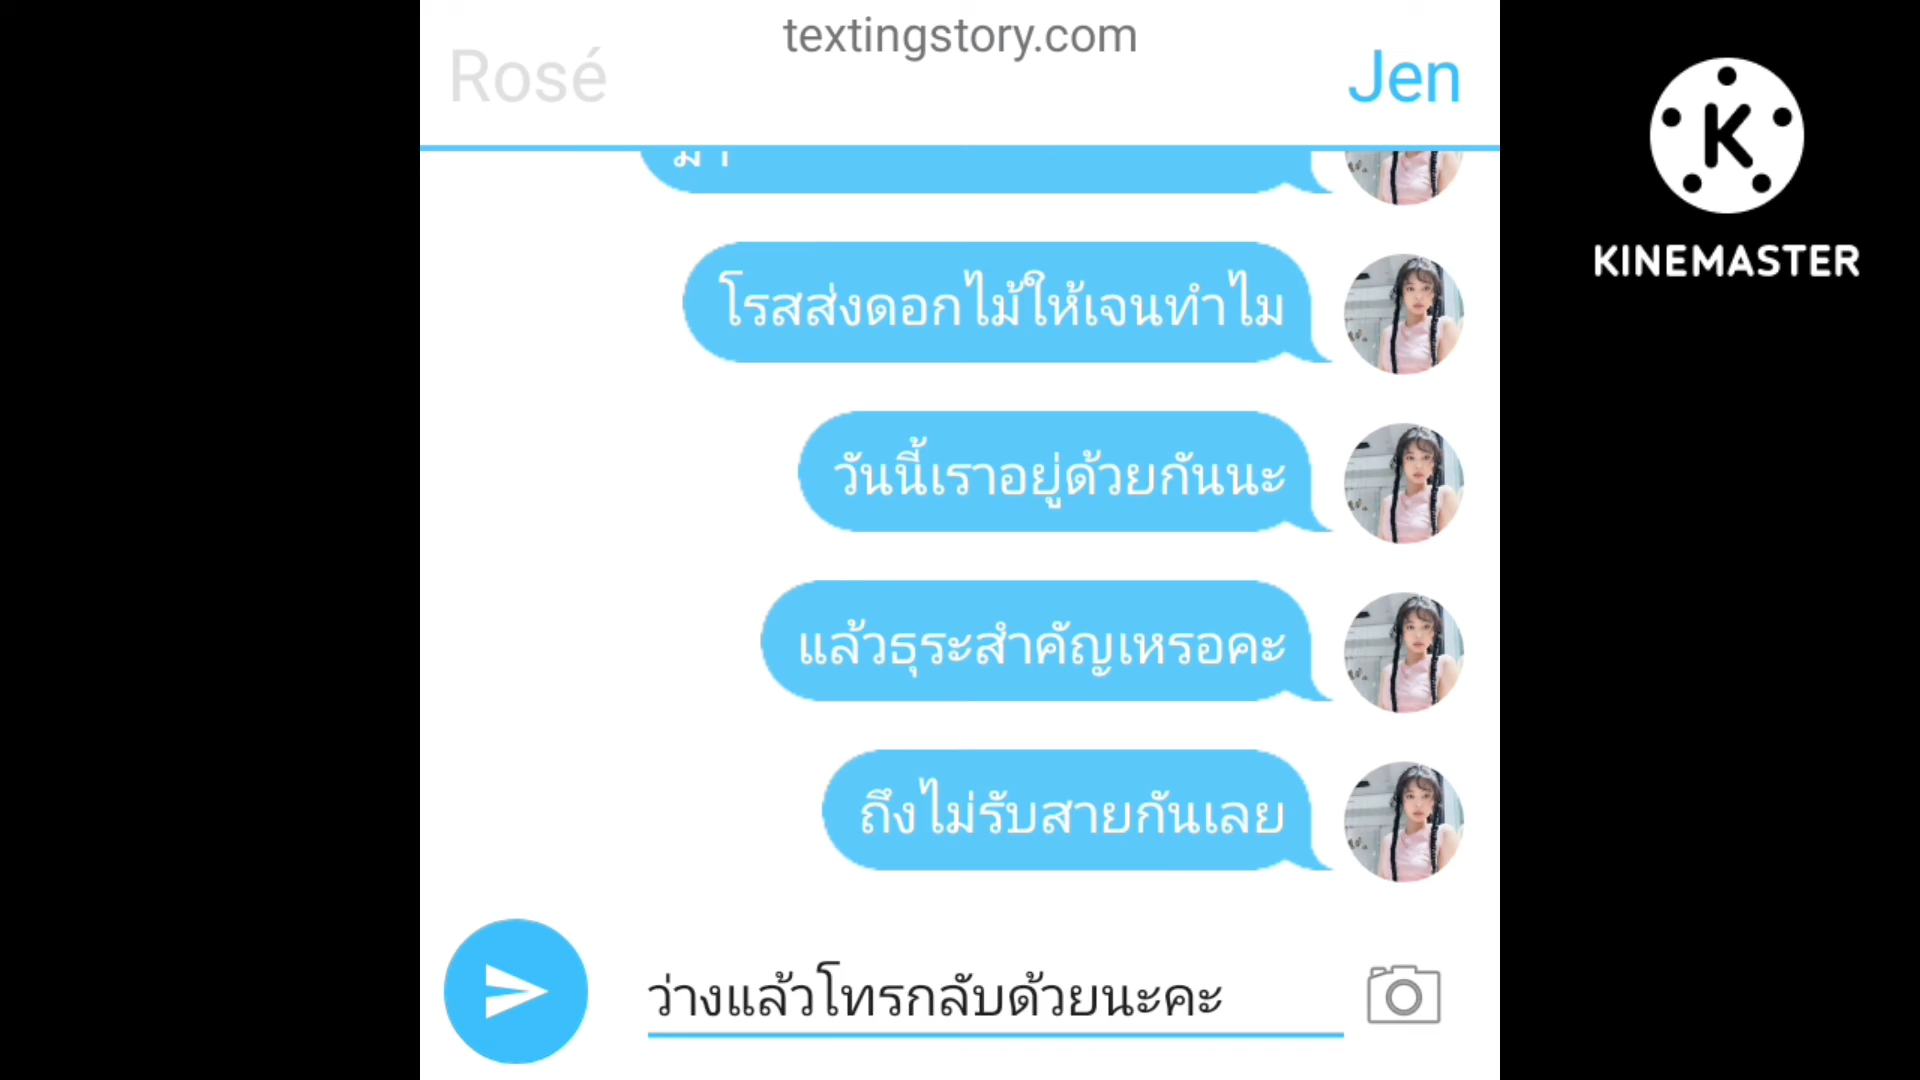 textingstory.com
Rosé
Jen
โรสส่งดอกไม้ให้เจนทำไม
วันนี้เราอยู่ด้วยกันนะ
แล้วธุระสำคัญเหรอคะ
ถึงไม่รับสายกันเลย
ว่างแล้วโทรกลับด้วยนะคะ
K
KINEMASTER